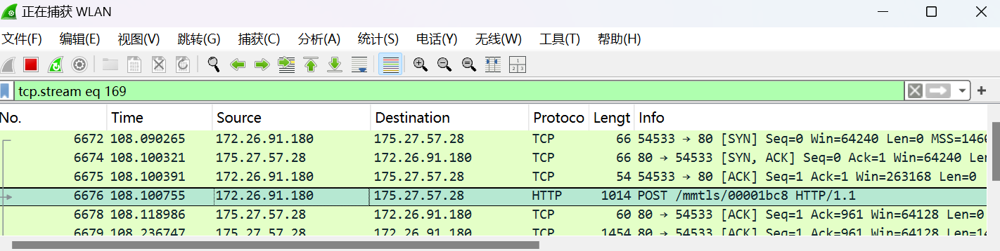 正在捕获 WLAN
文件(F) 编辑(E) 视图(V) 跳转(G) 捕获(C) 分析(A) 统计(S) 电话(Y) 无线(W) 工具(T) 帮助(H)
tcp.stream eq 169
No. Time Source Destination Protoco Lengt Info
6672 108.090265 172.26.91.180 175.27.57.28 TCP 66 54533 → 80 [SYN] Seq=0 Win=64240 Len=0 MSS=1460
6674 108.100321 175.27.57.28 172.26.91.180 TCP 66 80 → 54533 [SYN, ACK] Seq=0 Ack=1 Win=64240 Le
6675 108.100391 172.26.91.180 175.27.57.28 TCP 54 54533 → 80 [ACK] Seq=1 Ack=1 Win=263168 Len=0
6676 108.100755 172.26.91.180 175.27.57.28 HTTP 1014 POST /mmtls/00001bc8 HTTP/1.1
6678 108.118986 175.27.57.28 172.26.91.180 TCP 60 80 → 54533 [ACK] Seq=1 Ack=961 Win=64128 Len=0
6679 108.236747 175.27.57.28 172.26.91.180 TCP 1454 80 → 54533 [ACK] Seq=1 Ack=961 Win=64128 Len=14